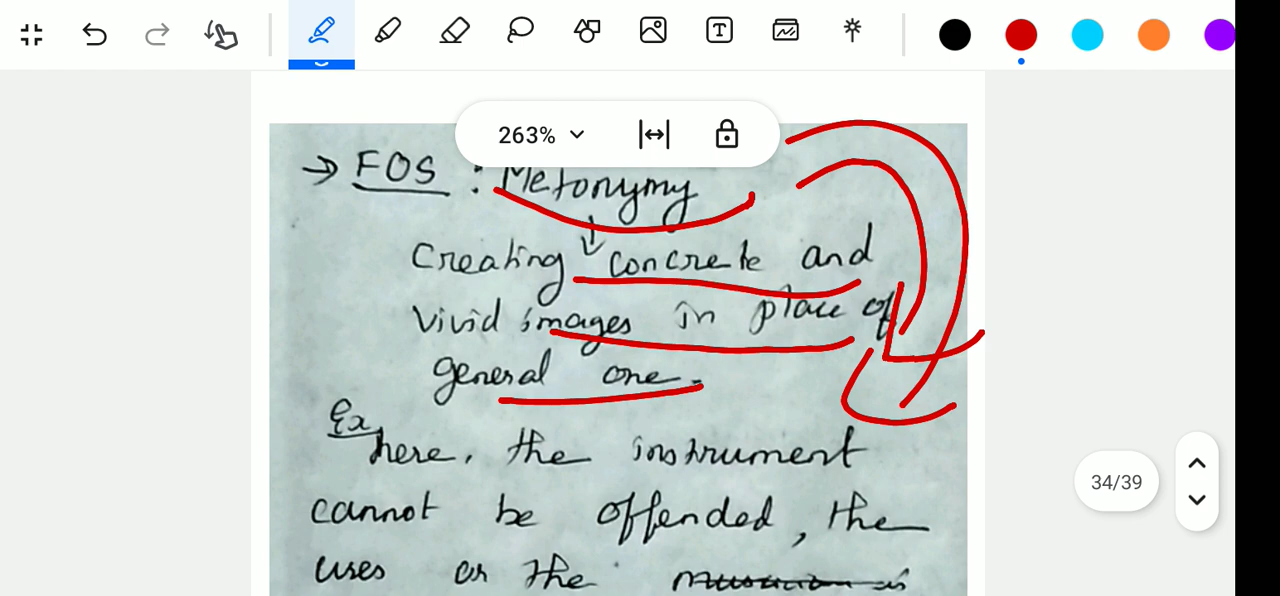 263%
→ FOS : Metonymy
Creating concrete and
vivid images in place of
general one.
Ex
here, the instrument
cannot be offended, the
uses or the
34/39